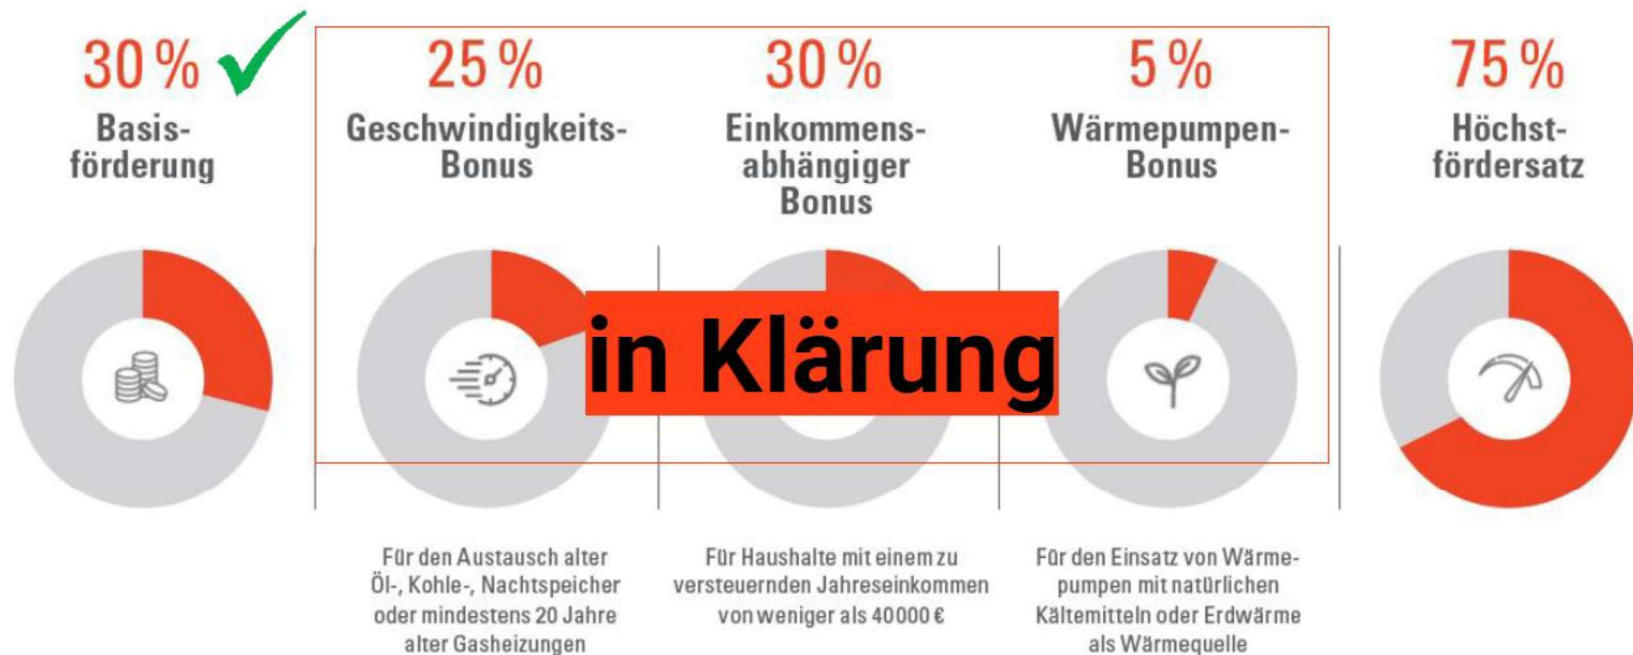 30 %
Basis-
förderung
25 %
Geschwindigkeits-
Bonus
30 %
Einkommens-
abhängiger
Bonus
5 %
Wärmepumpen-
Bonus
75 %
Höchst-
fördersatz
in Klärung
Für den Austausch alter
Öl-, Kohle-, Nachtspeicher
oder mindestens 20 Jahre
alter Gasheizungen
Für Haushalte mit einem zu
versteuernden Jahreseinkommen
von weniger als 40000 €
Für den Einsatz von Wärme-
pumpen mit natürlichen
Kältemitteln oder Erdwärme
als Wärmequelle